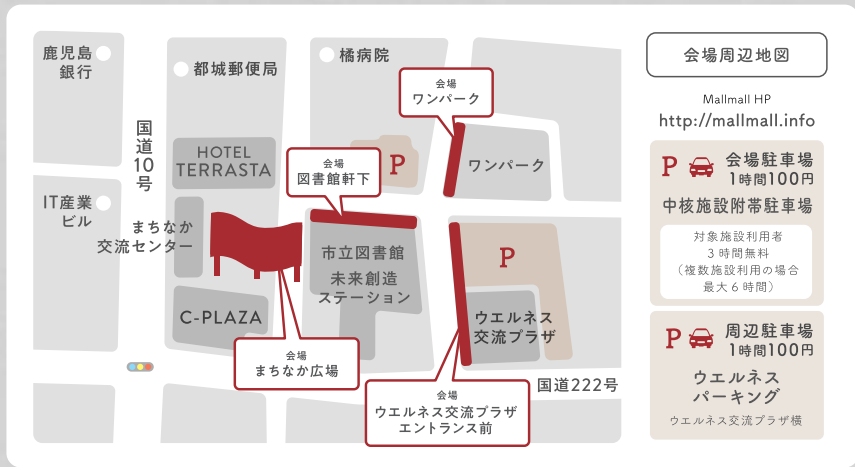 鹿児島
銀行
都城郵便局
橘病院
会場
ワンパーク
国道10号
HOTEL
TERRASTA
会場
図書館軒下
P
ワンパーク
IT産業
ビル
まちなか
交流センター
市立図書館
未来創造
ステーション
P
C-PLAZA
ウエルネス
交流プラザ
会場
まちなか広場
会場
ウエルネス交流プラザ
エントランス前
国道222号
会場周辺地図
Mallmall HP
http://mallmall.info
P 会場駐車場
1時間100円
中核施設附帯駐車場
対象施設利用者
3時間無料
(複数施設利用の場合
最大6時間)
P 周辺駐車場
1時間100円
ウエルネス
パーキング
ウエルネス交流プラザ横